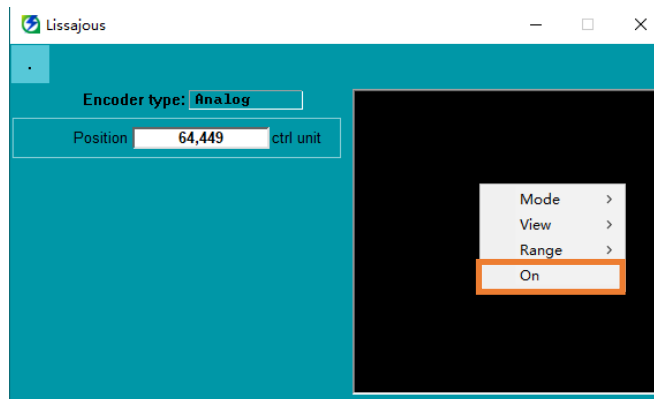 Lissajous
.
Encoder type: Analog
Position 64,449 ctrl unit
Mode
View
Range
On